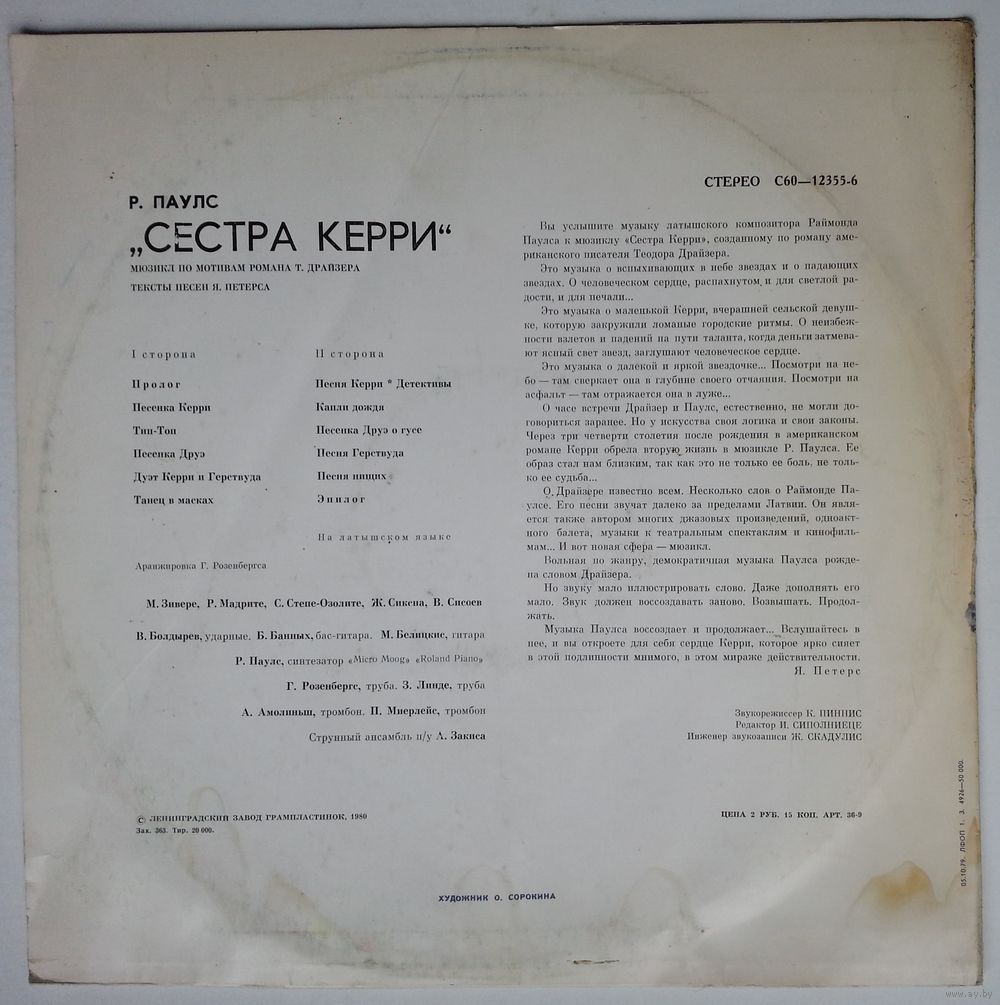 СТЕРЕО С60—12355-6
Р. ПАУЛС
„СЕСТРА КЕРРИ“
МЮЗИКЛ ПО МОТИВАМ РОМАНА Т. ДРАЙЗЕРА
ТЕКСТЫ ПЕСЕН Я. ПЕТЕРСА
I сторона
Пролог
Песенка Керри
Тип-Топ
Песенка Друэ
Дуэт Керри и Герствуда
Танец в масках
II сторона
Песня Керри * Детективы
Капли дождя
Песенка Друэ о гусе
Песня Герствуда
Песня нищих
Эпилог
На латышском языке
Аранжировка Г. Розенбергса
М. Зивере, Р. Мадрите, С. Степе-Озолите, Ж. Сиксна, В. Сисоев
В. Болдырев, ударные. Б. Банных, бас-гитара. М. Белицкис, гитара
Р. Паулс, синтезатор «Micro Moog» «Roland Piano»
Г. Розенбергс, труба. З. Линде, труба
А. Амолиньш, тромбон. П. Миерлейс, тромбон
Струнный ансамбль п/у А. Закиса
Вы услышите музыку латышского композитора Раймонда
Паулса к мюзиклу «Сестра Керри», созданному по роману аме-
риканского писателя Теодора Драйзера.
Это музыка о вспыхивающих в небе звездах и о падающих
звездах. О человеческом сердце, распахнутом и для светлой ра-
дости, и для печали...
Это музыка о маленькой Керри, вчерашней сельской девуш-
ке, которую закружили ломаные городские ритмы. О неизбеж-
ности взлетов и падений на пути таланта, когда деньги затмева-
ют ясный свет звезд, заглушают человеческое сердце.
Это музыка о далекой и яркой звездочке... Посмотри на не-
бо — там сверкает она в глубине своего отчаяния. Посмотри на
асфальт — там отражается она в луже...
О часе встречи Драйзер и Паулс, естественно, не могли до-
говориться заранее. Но у искусства своя логика и свои законы.
Через три четверти столетия после рождения в американском
романе Керри обрела вторую жизнь в мюзикле Р. Паулса. Ее
образ стал нам близким, так как это не только ее боль, не толь-
ко ее судьба...
О Драйзере известно всем. Несколько слов о Раймонде Па-
улсе. Его песни звучат далеко за пределами Латвии. Он явля-
ется также автором многих джазовых произведений, одноакт-
ного балета, музыки к театральным спектаклям и кинофиль-
мам... И вот новая сфера — мюзикл.
Вольная по жанру, демократичная музыка Паулса рожде-
на словом Драйзера.
Но звуку мало иллюстрировать слово. Даже дополнять его
мало. Звук должен воссоздавать заново. Возвышать. Продол-
жать.
Музыка Паулса воссоздает и продолжает... Вслушайтесь в
нее, и вы откроете для себя сердце Керри, которое ярко сияет
в этой подлинности мнимого, в этом мираже действительности.
Я. Петерс
Звукорежиссер К. ПИННИС
Редактор И. СИПОЛНИЕЦЕ
Инженер звукозаписи Ж. СКАДУЛИС
© ЛЕНИНГРАДСКИЙ ЗАВОД ГРАМПЛАСТИНОК, 1980
Зак. 363. Тир. 20 000.
ЦЕНА 2 РУБ. 15 КОП. АРТ. 36-9
ХУДОЖНИК О. СОРОКИНА
05.10.79. ЛФОП 1. З. 4926—50 000.
www.ay.by